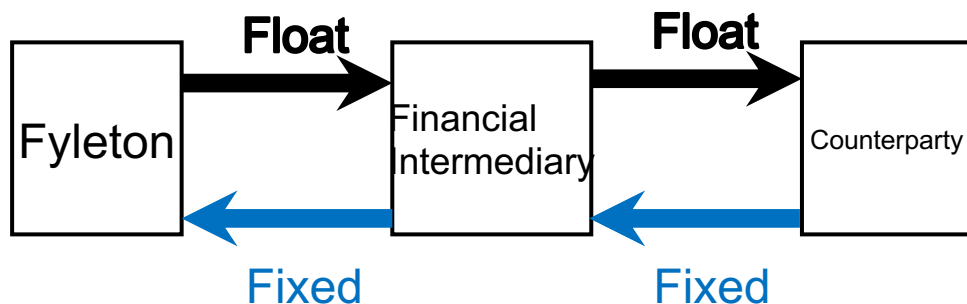 Float
Float
Fyleton
Financial
Intermediary
Counterparty
Fixed
Fixed